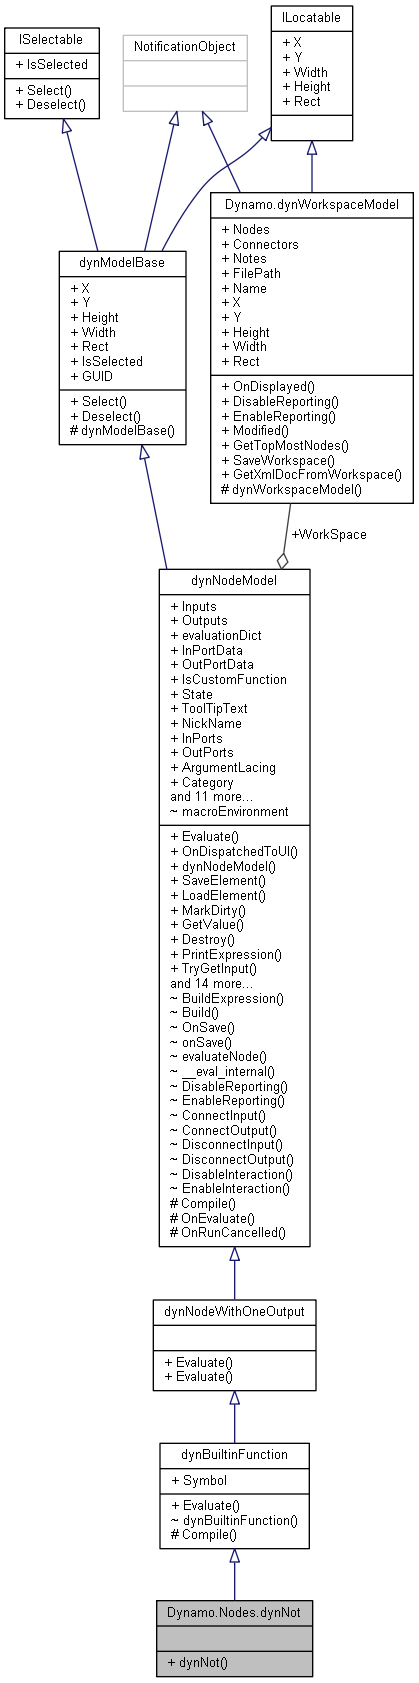 ISelectable
+ IsSelected
+ Select()
+ Deselect()
NotificationObject
ILocatable
+ X
+ Y
+ Width
+ Height
+ Rect
dynModelBase
+ X
+ Y
+ Height
+ Width
+ Rect
+ IsSelected
+ GUID
+ Select()
+ Deselect()
# dynModelBase()
Dynamo.dynWorkspaceModel
+ Nodes
+ Connectors
+ Notes
+ FilePath
+ Name
+ X
+ Y
+ Height
+ Width
+ Rect
+ OnDisplayed()
+ DisableReporting()
+ EnableReporting()
+ Modified()
+ GetTopMostNodes()
+ SaveWorkspace()
+ GetXmlDocFromWorkspace()
# dynWorkspaceModel()
+WorkSpace
dynNodeModel
+ Inputs
+ Outputs
+ evaluationDict
+ InPortData
+ OutPortData
+ IsCustomFunction
+ State
+ ToolTipText
+ NickName
+ InPorts
+ OutPorts
+ ArgumentLacing
+ Category
and 11 more...
~ macroEnvironment
+ Evaluate()
+ OnDispatchedToUI()
+ dynNodeModel()
+ SaveElement()
+ LoadElement()
+ MarkDirty()
+ GetValue()
+ Destroy()
+ PrintExpression()
+ TryGetInput()
and 14 more...
~ BuildExpression()
~ Build()
~ OnSave()
~ onSave()
~ evaluateNode()
~ __eval_internal()
~ DisableReporting()
~ EnableReporting()
~ ConnectInput()
~ ConnectOutput()
~ DisconnectInput()
~ DisconnectOutput()
~ DisableInteraction()
~ EnableInteraction()
# Compile()
# OnEvaluate()
# OnRunCancelled()
dynNodeWithOneOutput
+ Evaluate()
+ Evaluate()
dynBuiltinFunction
+ Symbol
+ Evaluate()
~ dynBuiltinFunction()
# Compile()
Dynamo.Nodes.dynNot
+ dynNot()